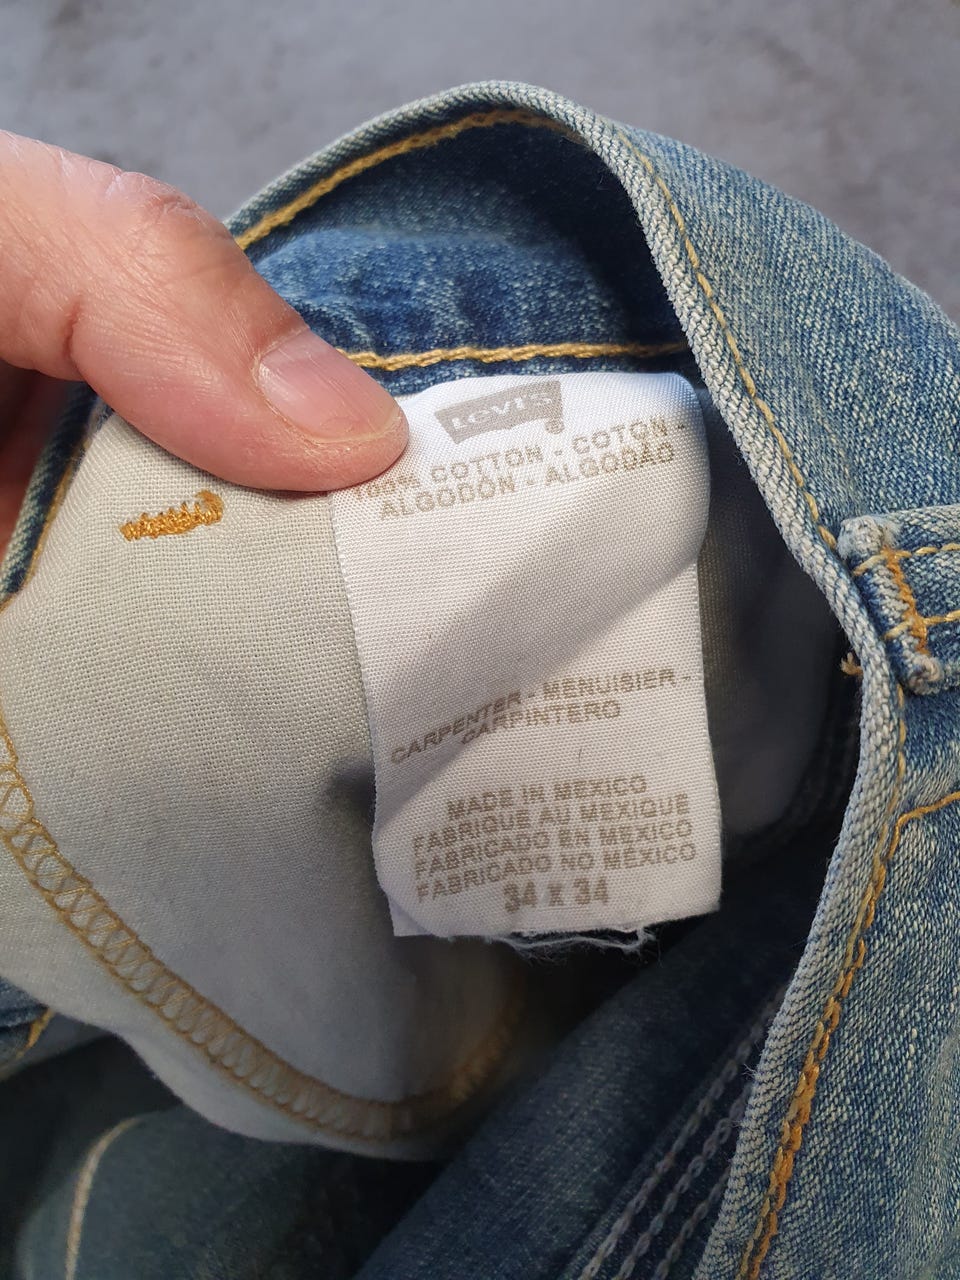 Levi's
100% COTTON - COTON -
ALGODÓN - ALGODÃO
CARPENTER - MENUISIER -
CARPINTERO
MADE IN MEXICO
FABRIQUE AU MEXIQUE
FABRICADO EN MEXICO
FABRICADO NO MÉXICO
34 x 34